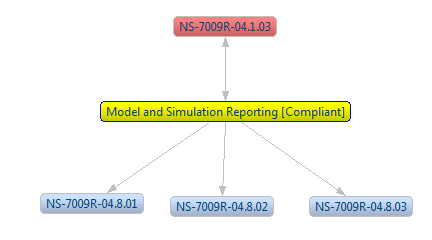 NS-7009R-04.1.03
Model and Simulation Reporting [Compliant]
NS-7009R-04.8.01
NS-7009R-04.8.02
NS-7009R-04.8.03